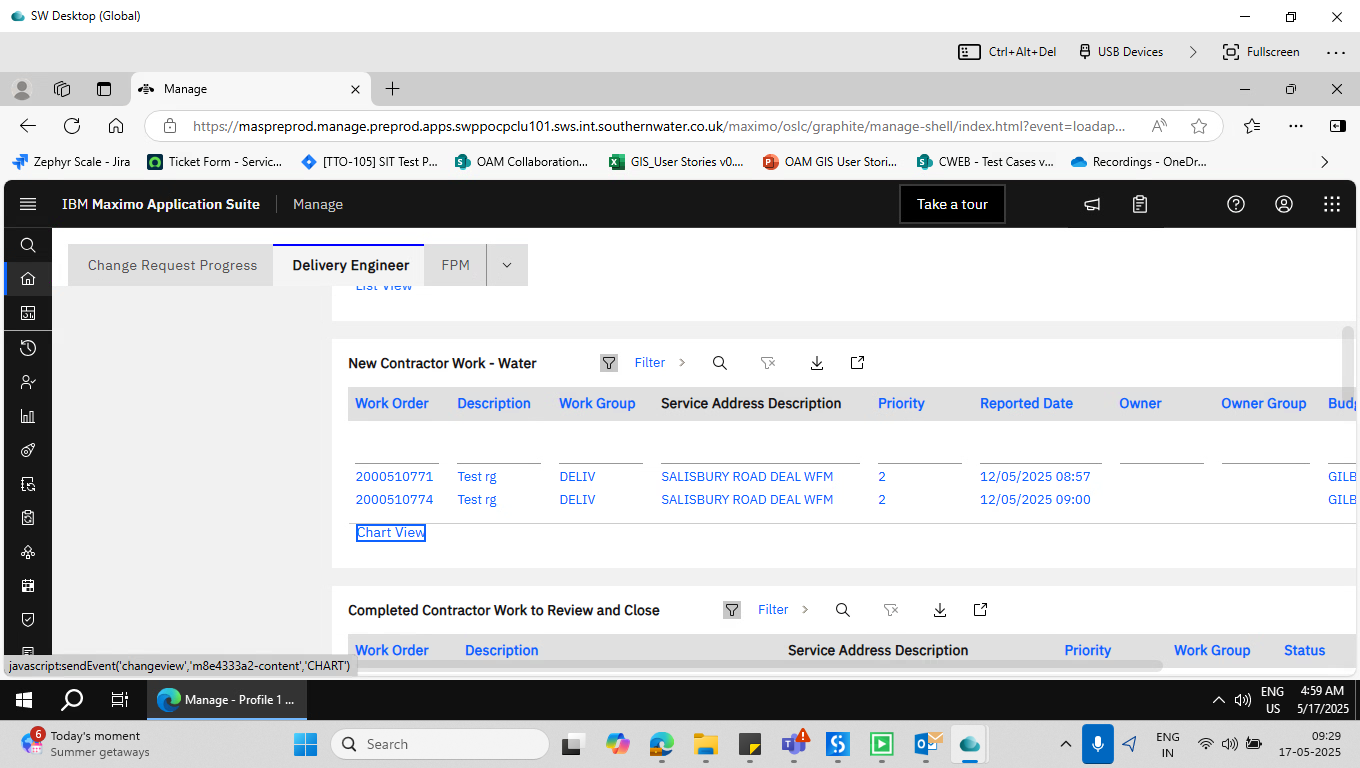 SW Desktop (Global)
Ctrl+Alt+Del USB Devices Fullscreen
Manage
https://maspreprod.manage.preprod.apps.swppocpclu101.sws.int.southernwater.co.uk/maximo/oslc/graphite/manage-shell/index.html?event=loadap...
Zephyr Scale - Jira Ticket Form - Servic... [TTO-105] SIT Test P... OAM Collaboration... GIS_User Stories v0.... OAM GIS User Stori... CWEB - Test Cases v... Recordings - OneDr...
IBM Maximo Application Suite Manage Take a tour
Change Request Progress Delivery Engineer FPM
List View
New Contractor Work - Water Filter
Work Order Description Work Group Service Address Description Priority Reported Date Owner Owner Group Budg
2000510771 Test rg DELIV SALISBURY ROAD DEAL WFM 2 12/05/2025 08:57 GILB
2000510774 Test rg DELIV SALISBURY ROAD DEAL WFM 2 12/05/2025 09:00 GILB
Chart View
Completed Contractor Work to Review and Close Filter
Work Order Description Service Address Description Priority Work Group Status
javascript:sendEvent('changeview','m8e4333a2-content','CHART')
Manage - Profile 1 ... ENG US 4:59 AM 5/17/2025
6 Today's moment
Summer getaways
Search
ENG IN
09:29
17-05-2025